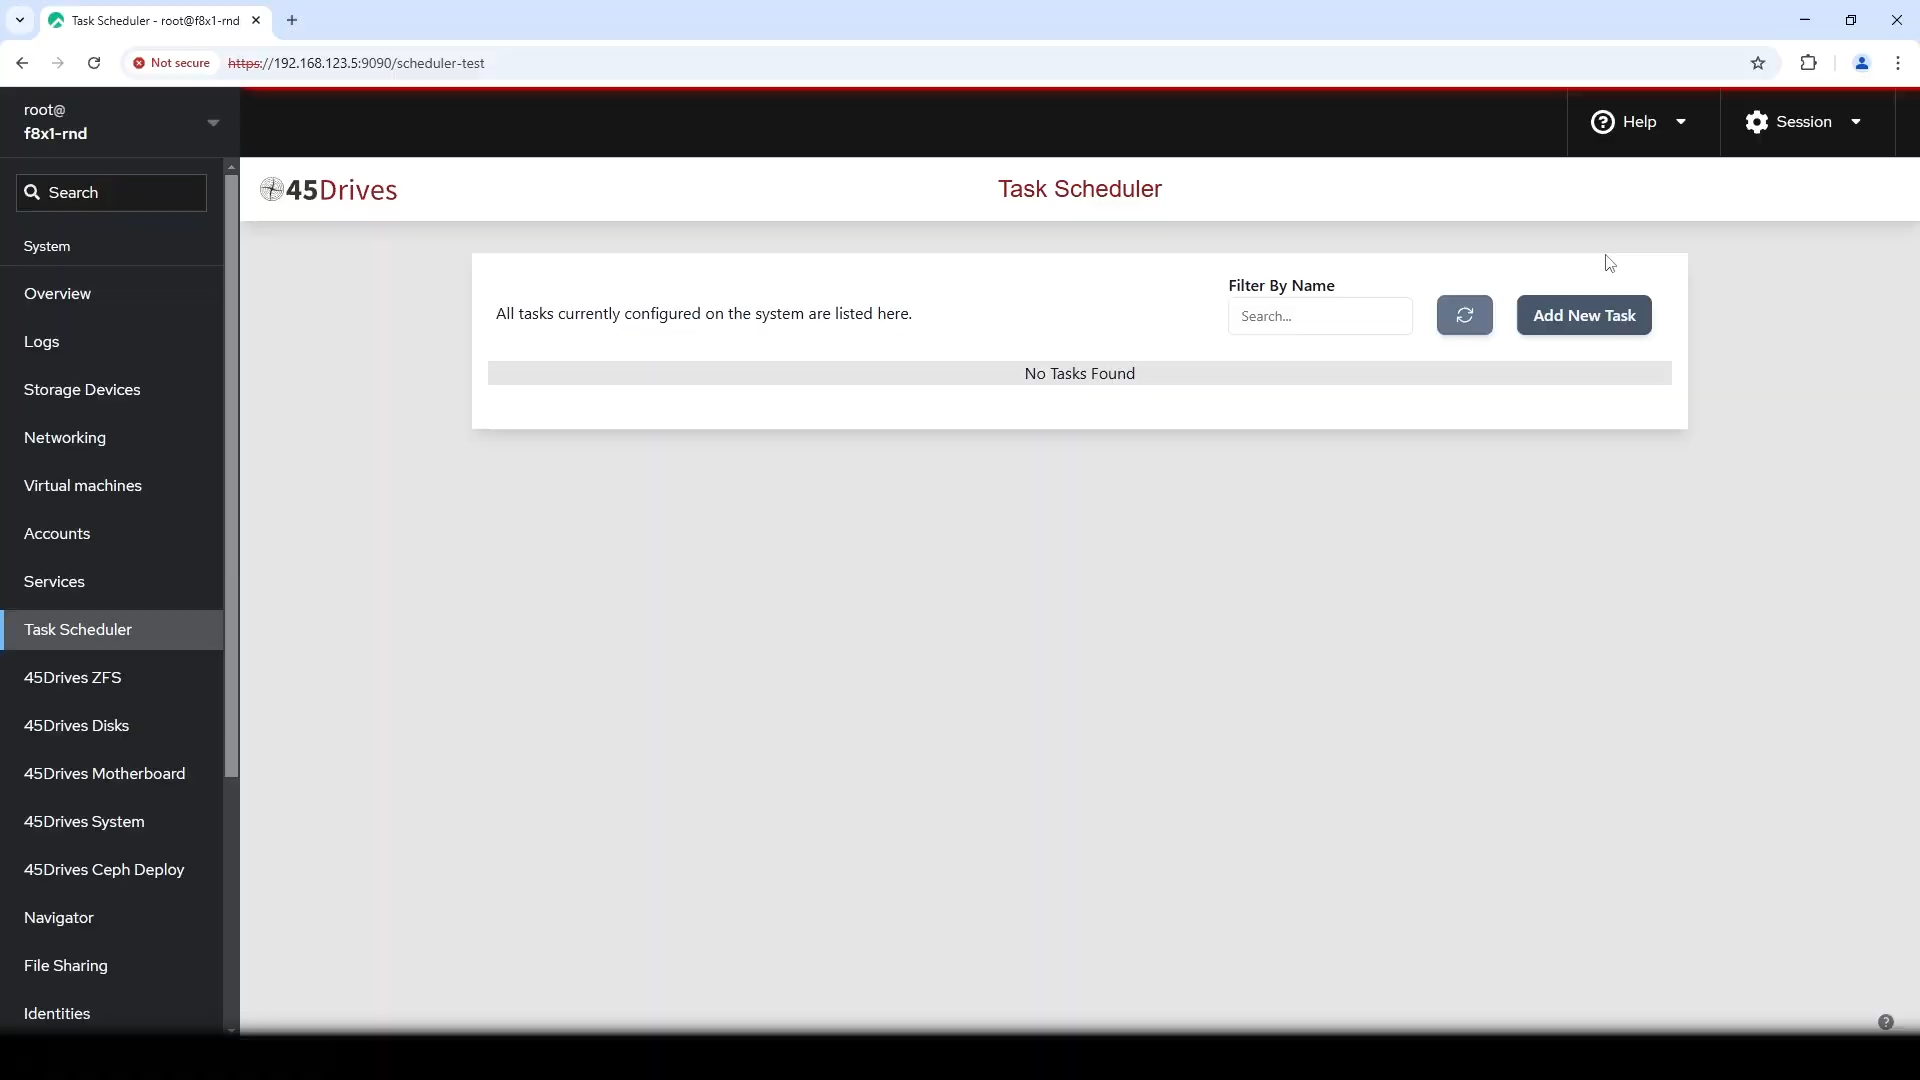 Task Scheduler - root@f8x1-rnd
Not secure
https://192.168.123.5:9090/scheduler-test
root@
f8x1-rnd
Help
Session
Search
45Drives
Task Scheduler
System
Overview
Logs
Storage Devices
Networking
Virtual machines
Accounts
Services
Task Scheduler
45Drives ZFS
45Drives Disks
45Drives Motherboard
45Drives System
45Drives Ceph Deploy
Navigator
File Sharing
Identities
All tasks currently configured on the system are listed here.
Filter By Name
Search...
Add New Task
No Tasks Found